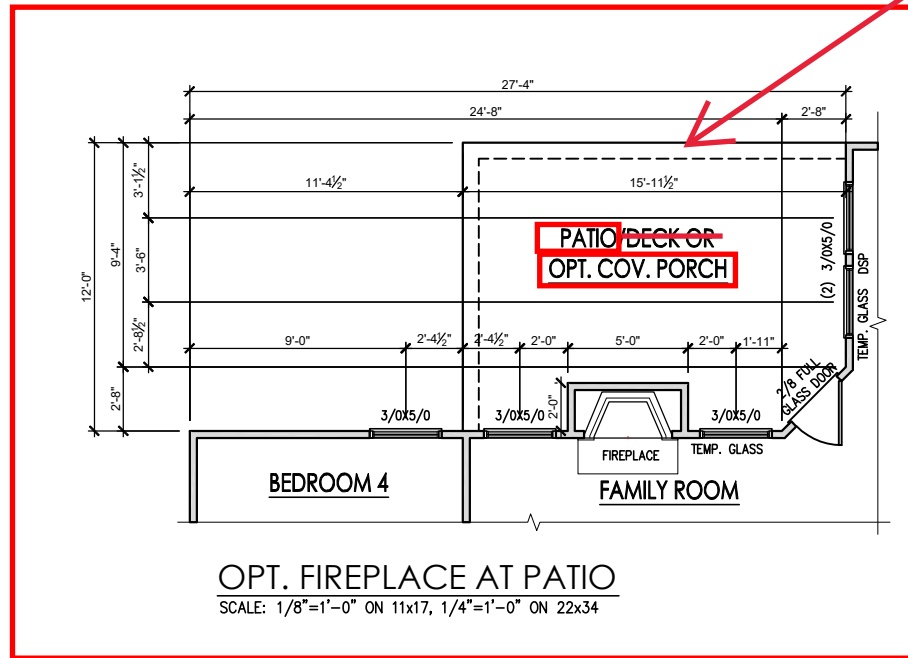 27'-4"
24'-8"
2'-8"
11'-4½"
15'-11½"
12'-0"
9'-4"
2'-8"
3'-1½"
3'-6"
2'-8½"
PATIO/DECK OR
OPT. COV. PORCH
(2) 3/0X5/0
TEMP. GLASS DSP
9'-0"
2'-4½"
2'-4½"
2'-0"
5'-0"
2'-0"
1'-11"
2/8 FULL
GLASS DOOR
2'-0"
3/0X5/0
3/0X5/0
3/0X5/0
TEMP. GLASS
FIREPLACE
BEDROOM 4
FAMILY ROOM
OPT. FIREPLACE AT PATIO
SCALE: 1/8"=1'-0" ON 11x17, 1/4"=1'-0" ON 22x34